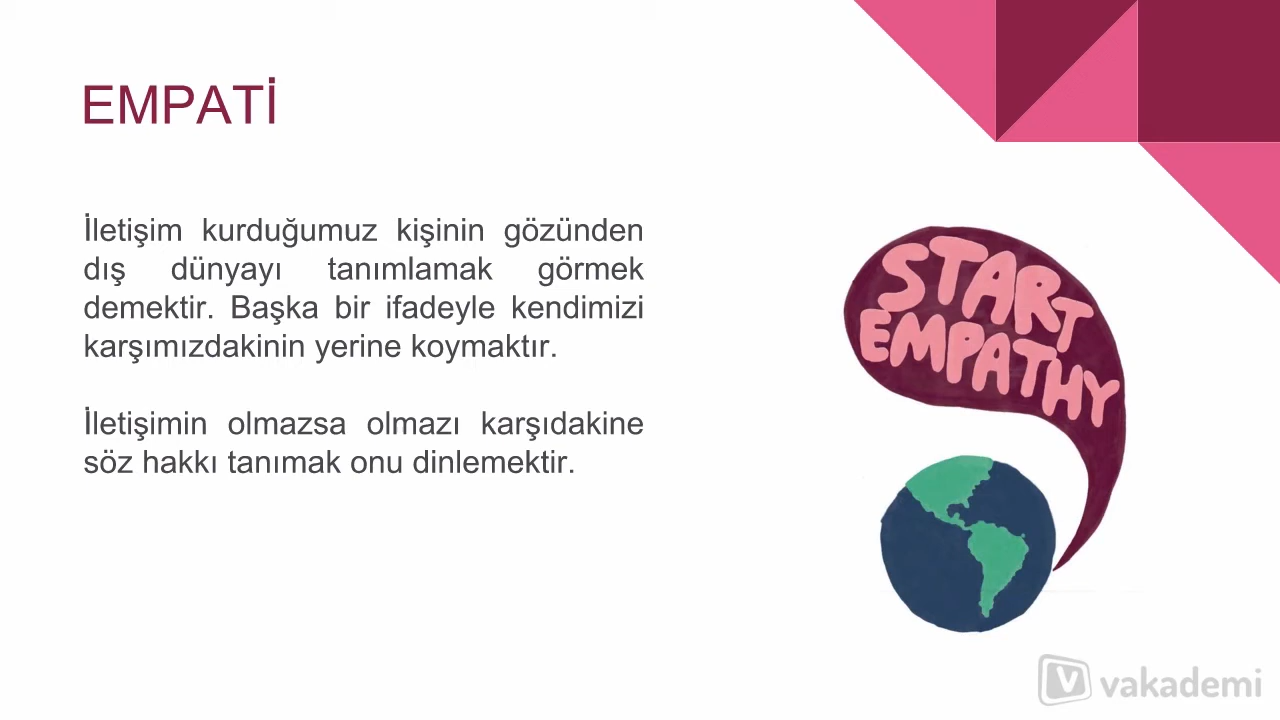 EMPATİ
İletişim kurduğumuz kişinin gözünden
dış dünyayı tanımlamak görmek
demektir. Başka bir ifadeyle kendimizi
karşımızdakinin yerine koymaktır.
İletişimin olmazsa olmazı karşıdakine
söz hakkı tanımak onu dinlemektir.
START
EMPATHY
vakademi